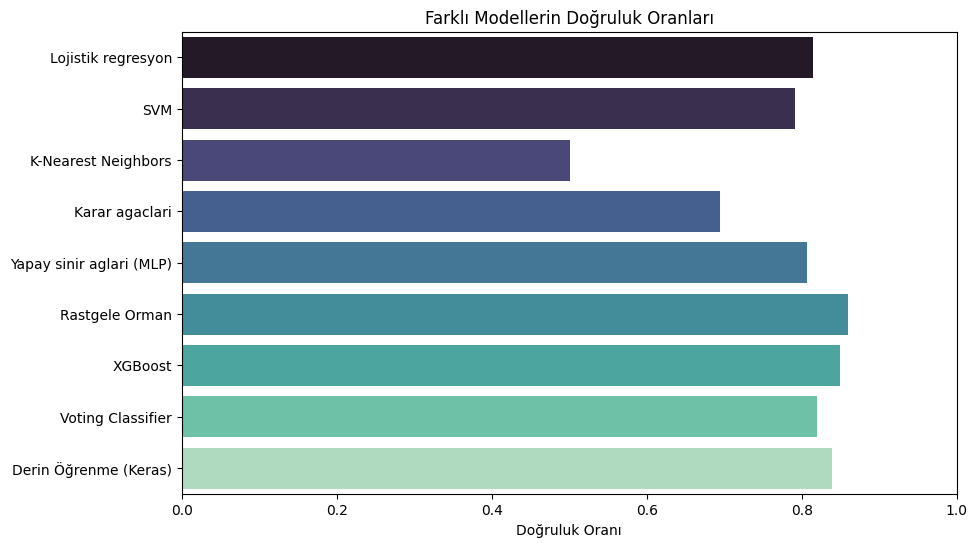 Farklı Modellerin Doğruluk Oranları
Lojistik regresyon
SVM
K-Nearest Neighbors
Karar agaclari
Yapay sinir aglari (MLP)
Rastgele Orman
XGBoost
Voting Classifier
Derin Öğrenme (Keras)
0.0 0.2 0.4 0.6 0.8 1.0
Doğruluk Oranı